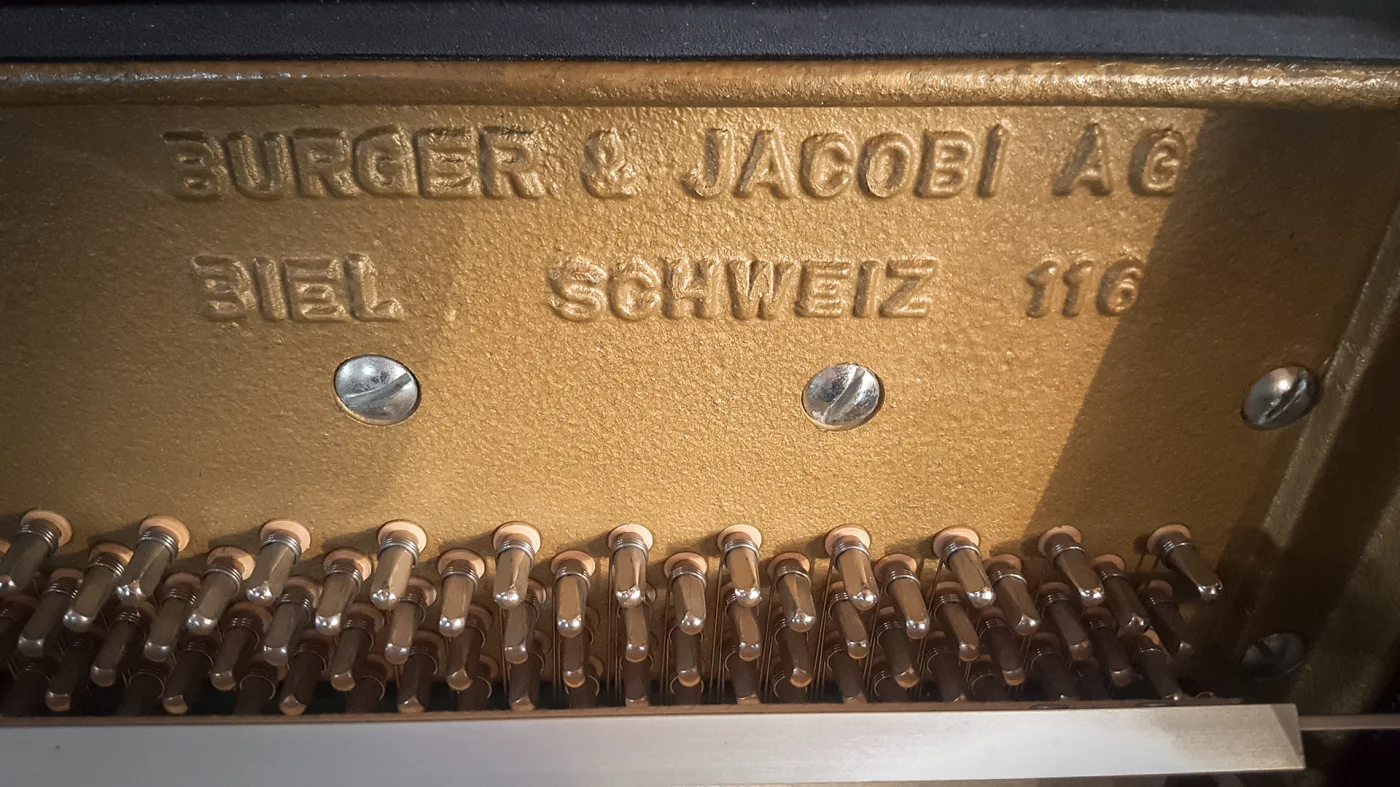 BURGER & JACOBI AG
BIEL. SCHWEIZ 116